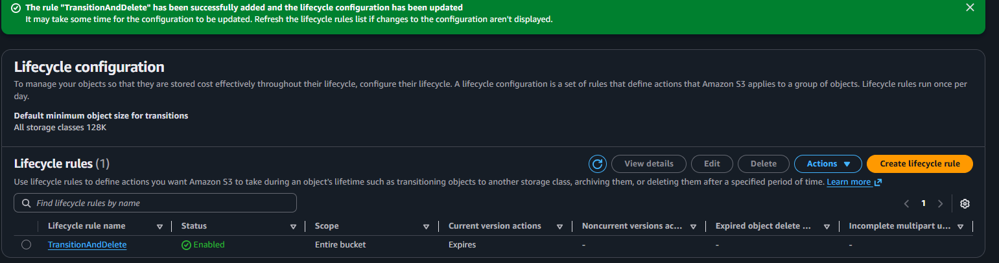 The rule "TransitionAndDelete" has been successfully added and the lifecycle configuration has been updated
It may take some time for the configuration to be updated. Refresh the lifecycle rules list if changes to the configuration aren't displayed.
Lifecycle configuration
To manage your objects so that they are stored cost effectively throughout their lifecycle, configure their lifecycle. A lifecycle configuration is a set of rules that define actions that Amazon S3 applies to a group of objects. Lifecycle rules run once per
day.
Default minimum object size for transitions
All storage classes 128K
Lifecycle rules (1)
View details
Edit
Delete
Actions
Create lifecycle rule
Use lifecycle rules to define actions you want Amazon S3 to take during an object's lifetime such as transitioning objects to another storage class, archiving them, or deleting them after a specified period of time. Learn more
Find lifecycle rules by name
1
Lifecycle rule name Status Scope Current version actions Noncurrent versions ac... Expired object delete ... Incomplete multipart u...
TransitionAndDelete Enabled Entire bucket Expires - - -